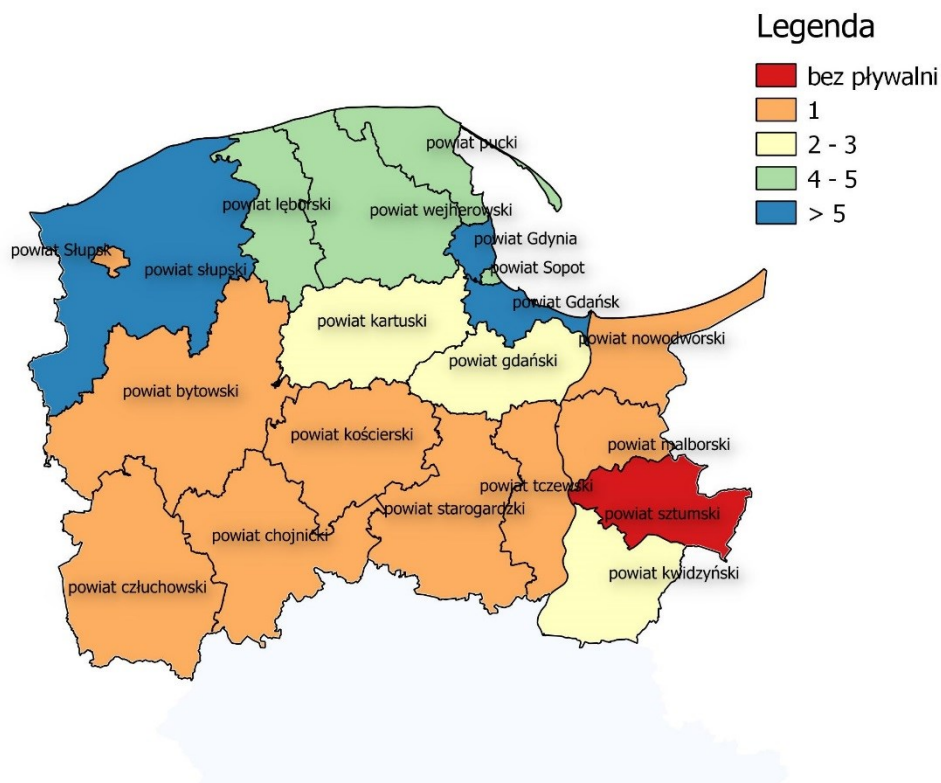 Legenda
bez pływalni
1
2 - 3
4 - 5
> 5
powiat pucki
powiat lęborski
powiat wejherowski
powiat Gdynia
powiat Słupsk
powiat słupski
powiat Sopot
powiat Gdańsk
powiat kartuski
powiat nowodworski
powiat gdański
powiat bytowski
powiat kościerski
powiat malborski
powiat tczewski
powiat starogardzki
powiat sztumski
powiat chojnicki
powiat kwidzyński
powiat człuchowski